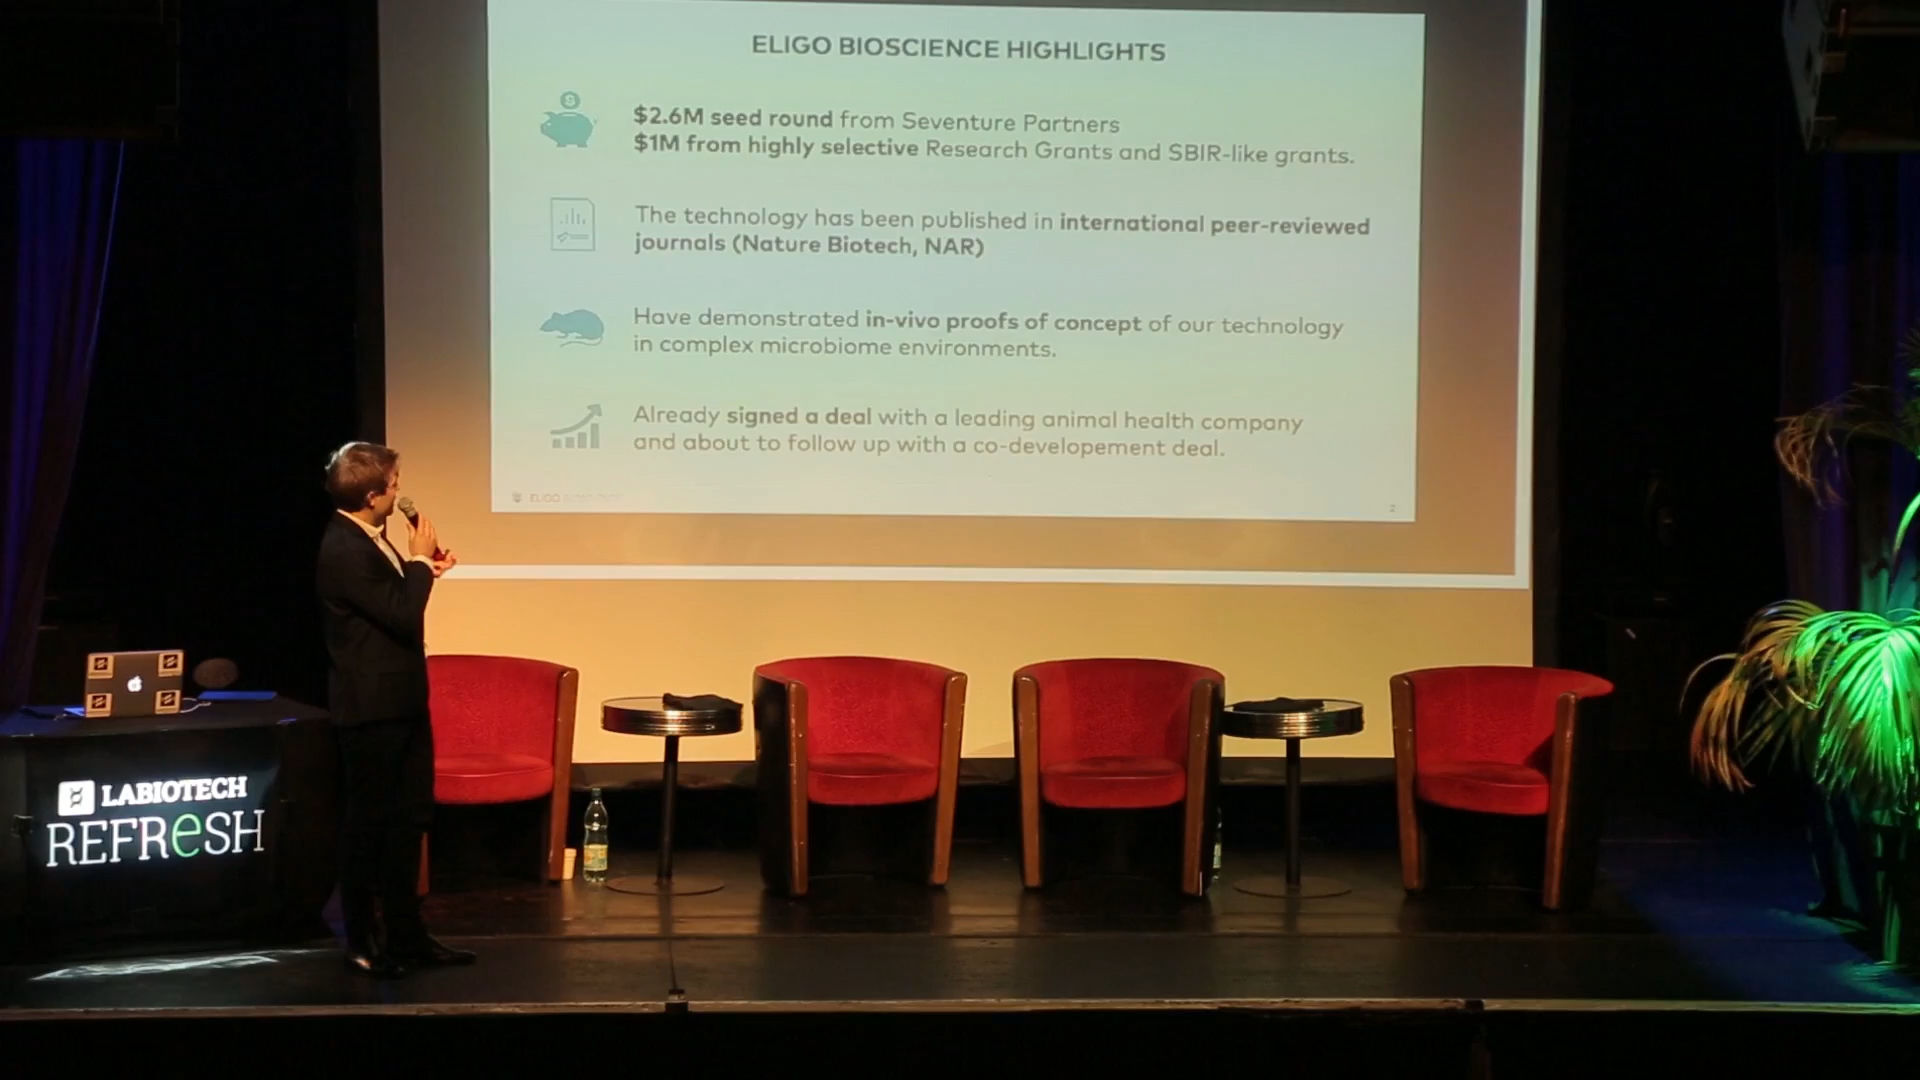 ELIGO BIOSCIENCE HIGHLIGHTS
$2.6M seed round from Seventure Partners
$1M from highly selective Research Grants and SBIR-like grants.
The technology has been published in international peer-reviewed
journals (Nature Biotech, NAR)
Have demonstrated in-vivo proofs of concept of our technology
in complex microbiome environments.
Already signed a deal with a leading animal health company
and about to follow up with a co-developement deal.
ELIGO
2
LABIOTECH
REFReSH